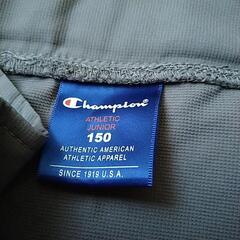 Champion
ATHLETIC
JUNIOR
150
AUTHENTIC AMERICAN
ATHLETIC APPAREL
SINCE 1919 U.S.A.